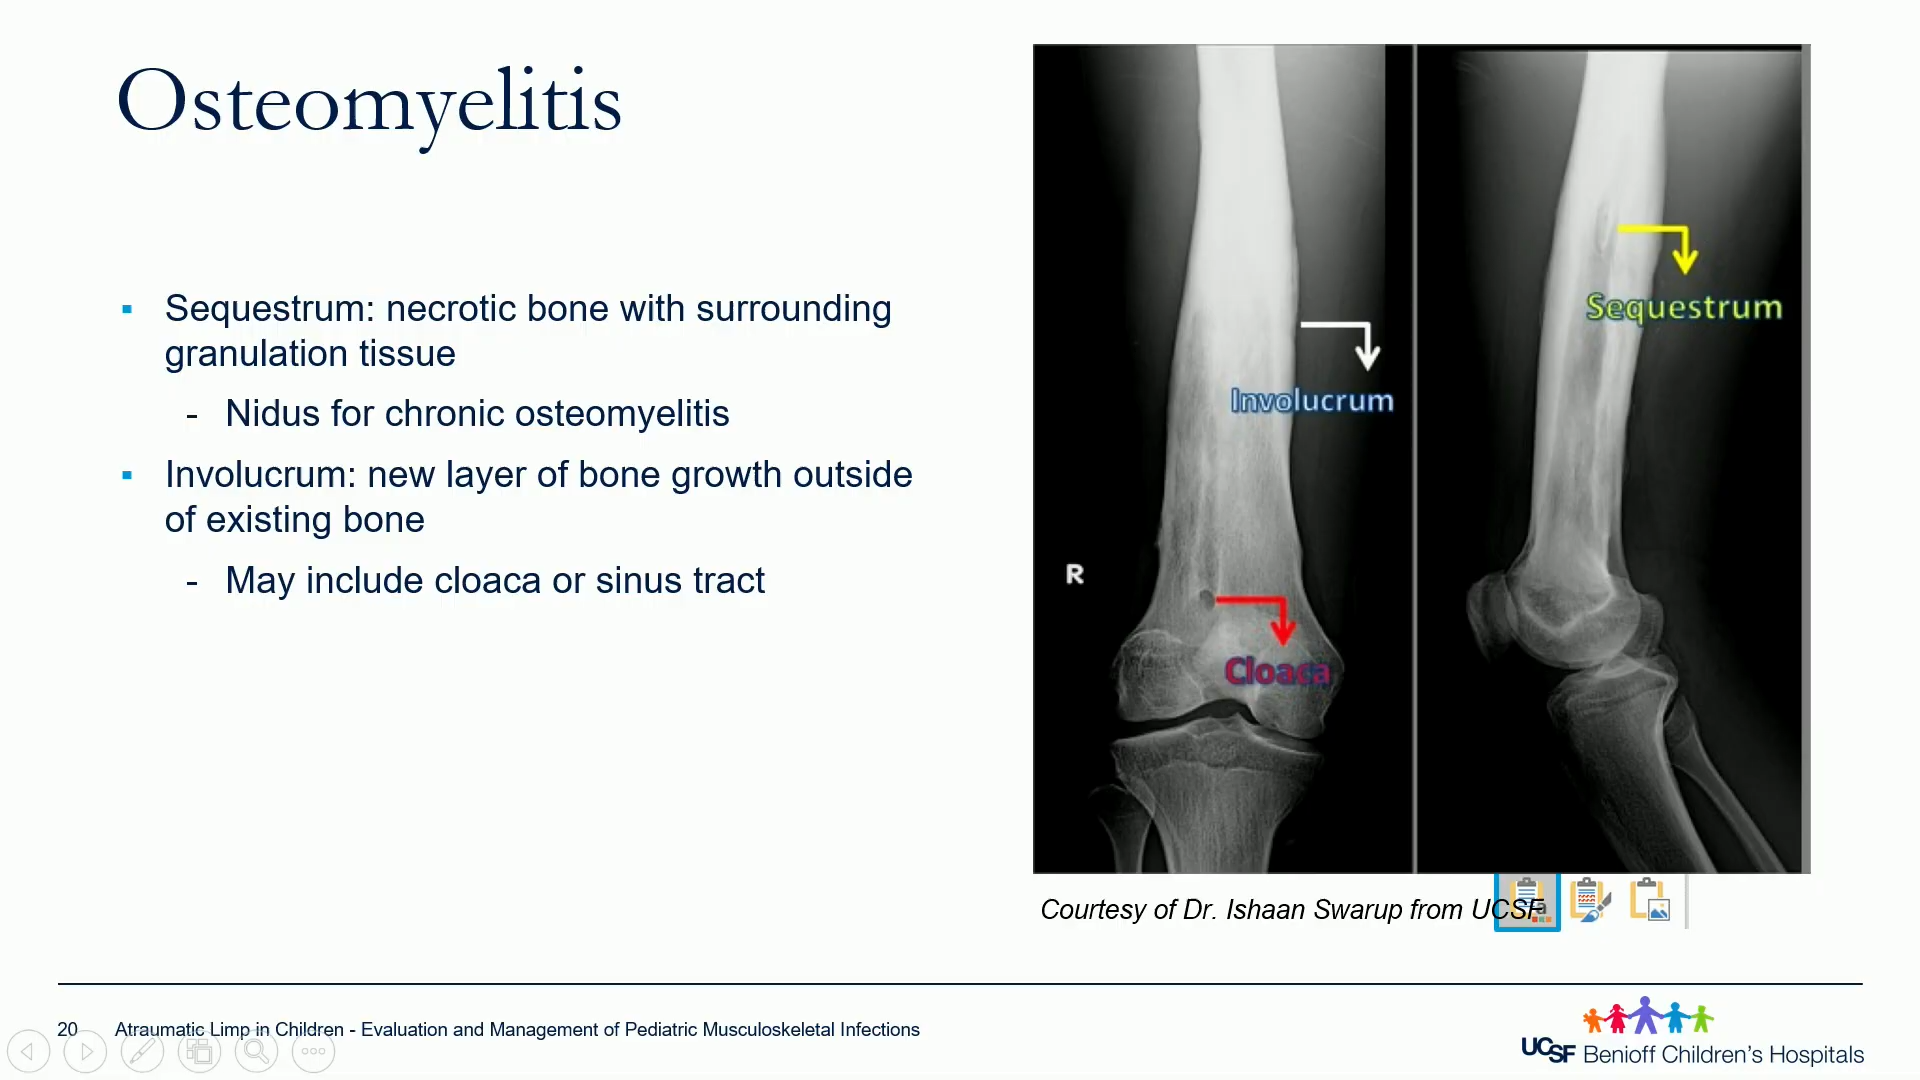 Osteomyelitis
▪ Sequestrum: necrotic bone with surrounding
granulation tissue
- Nidus for chronic osteomyelitis
▪ Involucrum: new layer of bone growth outside
of existing bone
- May include cloaca or sinus tract
Sequestrum
Involucrum
R
Cloaca
Courtesy of Dr. Ishaan Swarup from UCSF
20 Atraumatic Limp in Children - Evaluation and Management of Pediatric Musculoskeletal Infections
UCSF Benioff Children's Hospitals